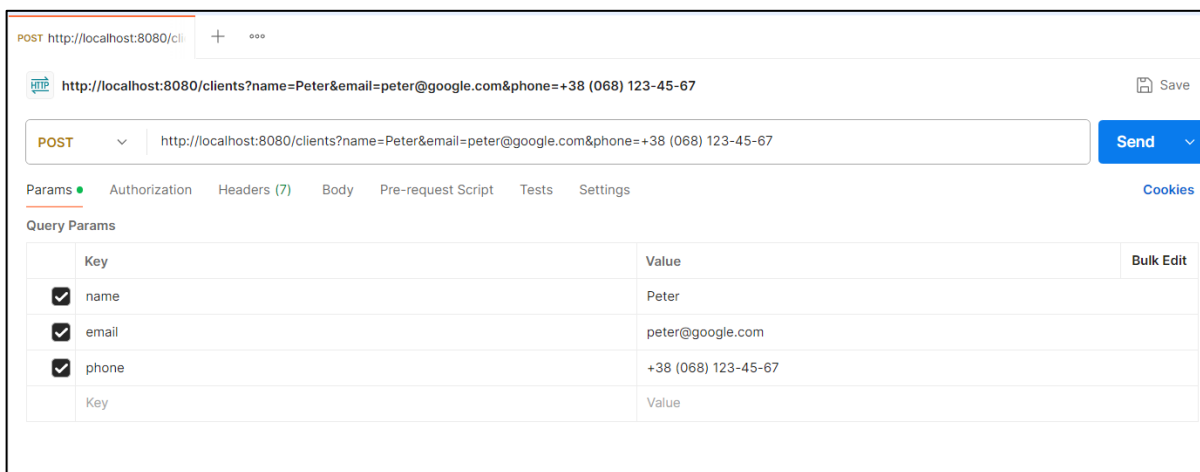 POST http://localhost:8080/cli
HTTP http://localhost:8080/clients?name=Peter&email=peter@google.com&phone=+38 (068) 123-45-67 Save
POST http://localhost:8080/clients?name=Peter&email=peter@google.com&phone=+38 (068) 123-45-67 Send
Params Authorization Headers (7) Body Pre-request Script Tests Settings Cookies
Query Params
Key Value Bulk Edit
name Peter
email peter@google.com
phone +38 (068) 123-45-67
Key Value